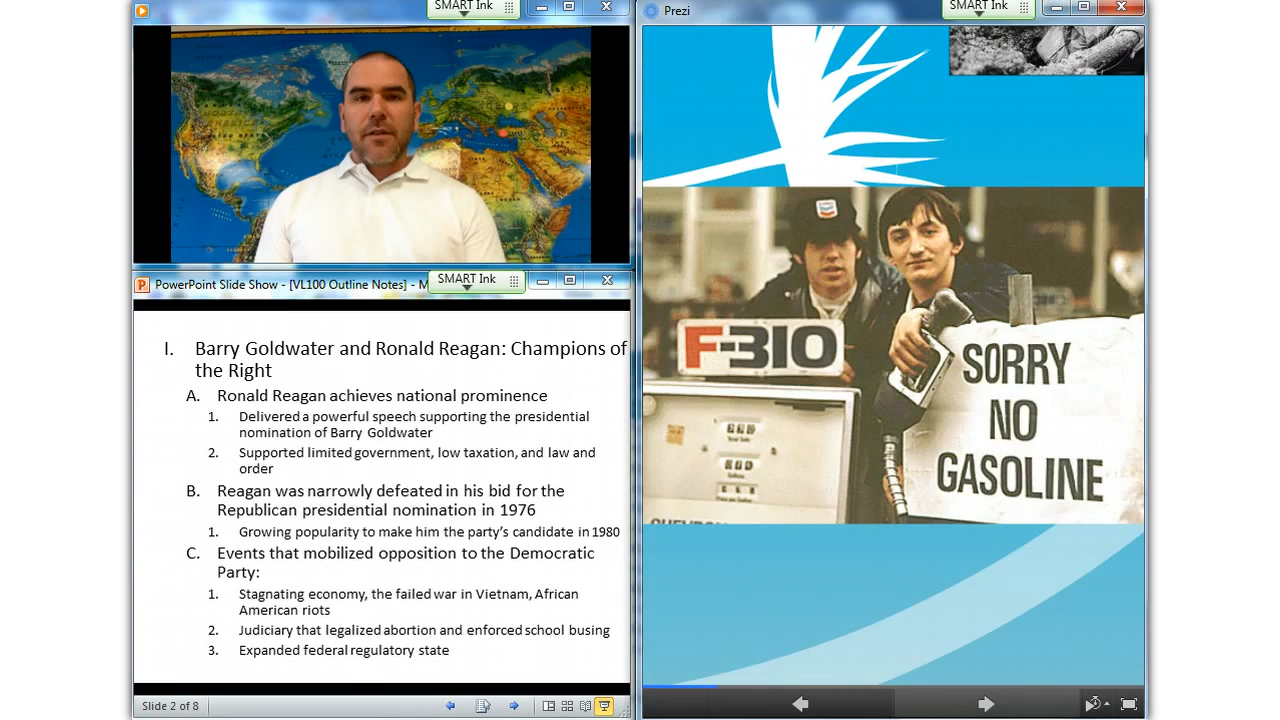 SMART Ink
SMART Ink
Prezi
PowerPoint Slide Show - [VL100 Outline Notes] - M
SMART Ink
I. Barry Goldwater and Ronald Reagan: Champions of
the Right
A. Ronald Reagan achieves national prominence
1. Delivered a powerful speech supporting the presidential
nomination of Barry Goldwater
2. Supported limited government, low taxation, and law and
order
B. Reagan was narrowly defeated in his bid for the
Republican presidential nomination in 1976
1. Growing popularity to make him the party's candidate in 1980
C. Events that mobilized opposition to the Democratic
Party:
1. Stagnating economy, the failed war in Vietnam, African
American riots
2. Judiciary that legalized abortion and enforced school busing
3. Expanded federal regulatory state
Slide 2 of 8
F-310
SORRY
NO
GASOLINE